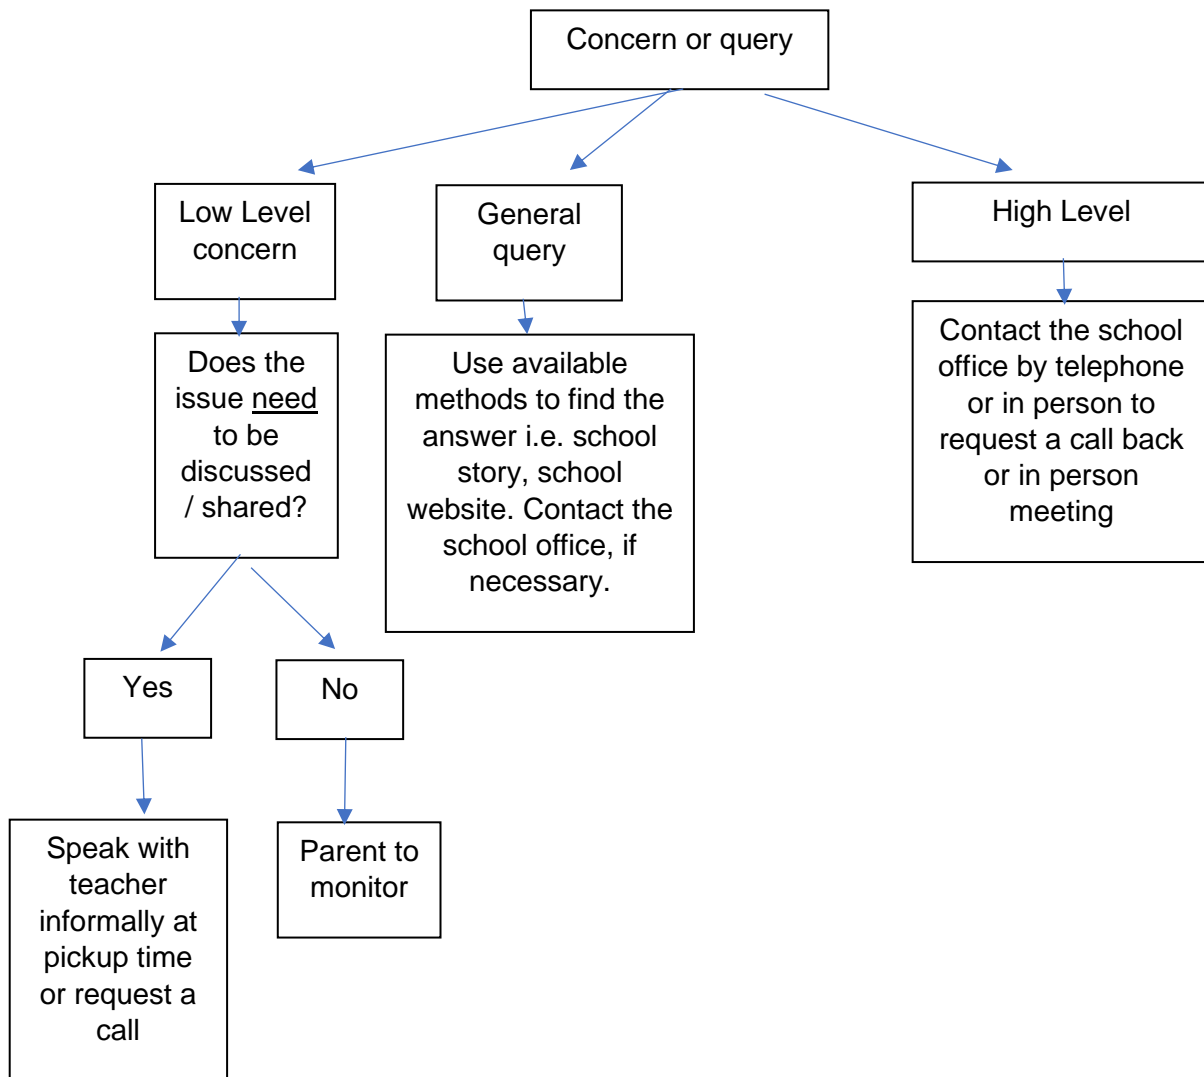 Concern or query
Low Level
concern
General
query
High Level
Does the
issue need
to be
discussed
/ shared?
Use available
methods to find the
answer i.e. school
story, school
website. Contact the
school office, if
necessary.
Contact the school
office by telephone
or in person to
request a call back
or in person
meeting
Yes
No
Speak with
teacher
informally at
pickup time
or request a
call
Parent to
monitor